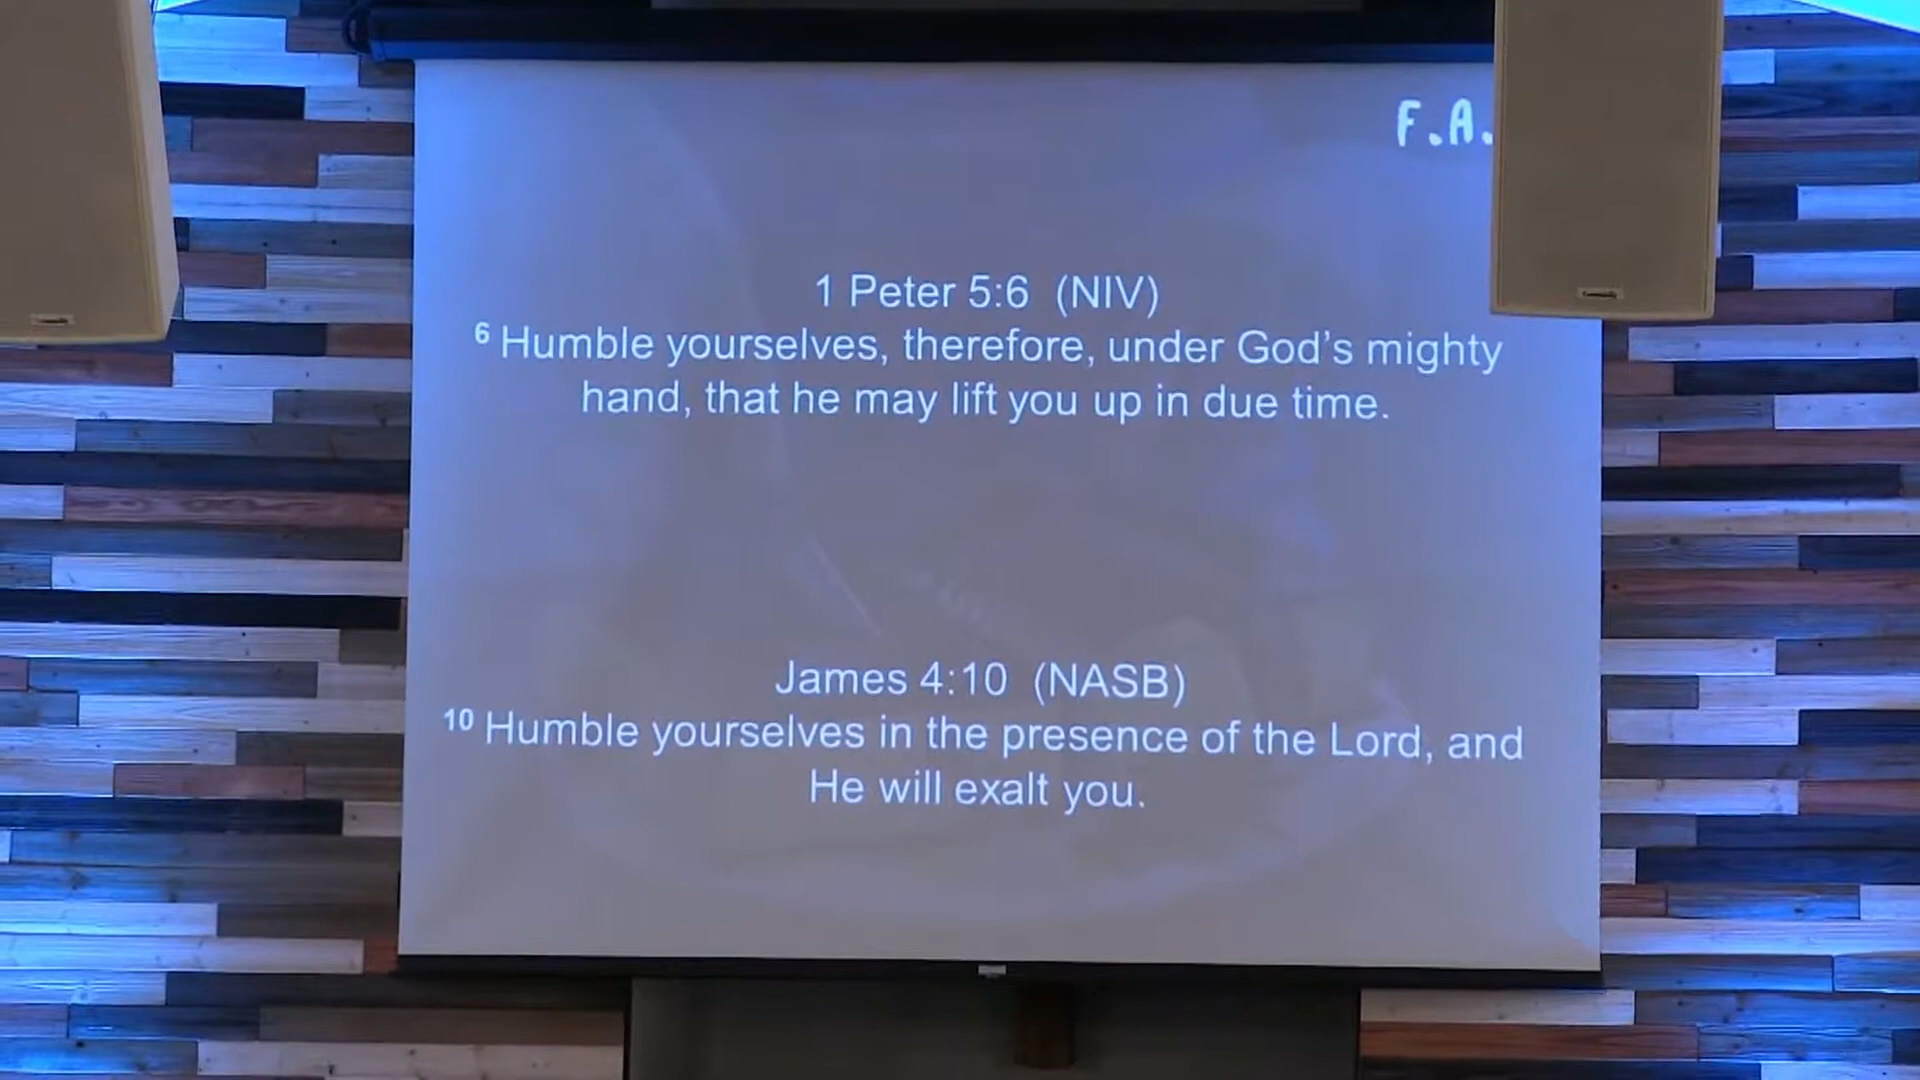 F.A.
1 Peter 5:6 (NIV)
6 Humble yourselves, therefore, under God's mighty
hand, that he may lift you up in due time.
James 4:10 (NASB)
10 Humble yourselves in the presence of the Lord, and
He will exalt you.